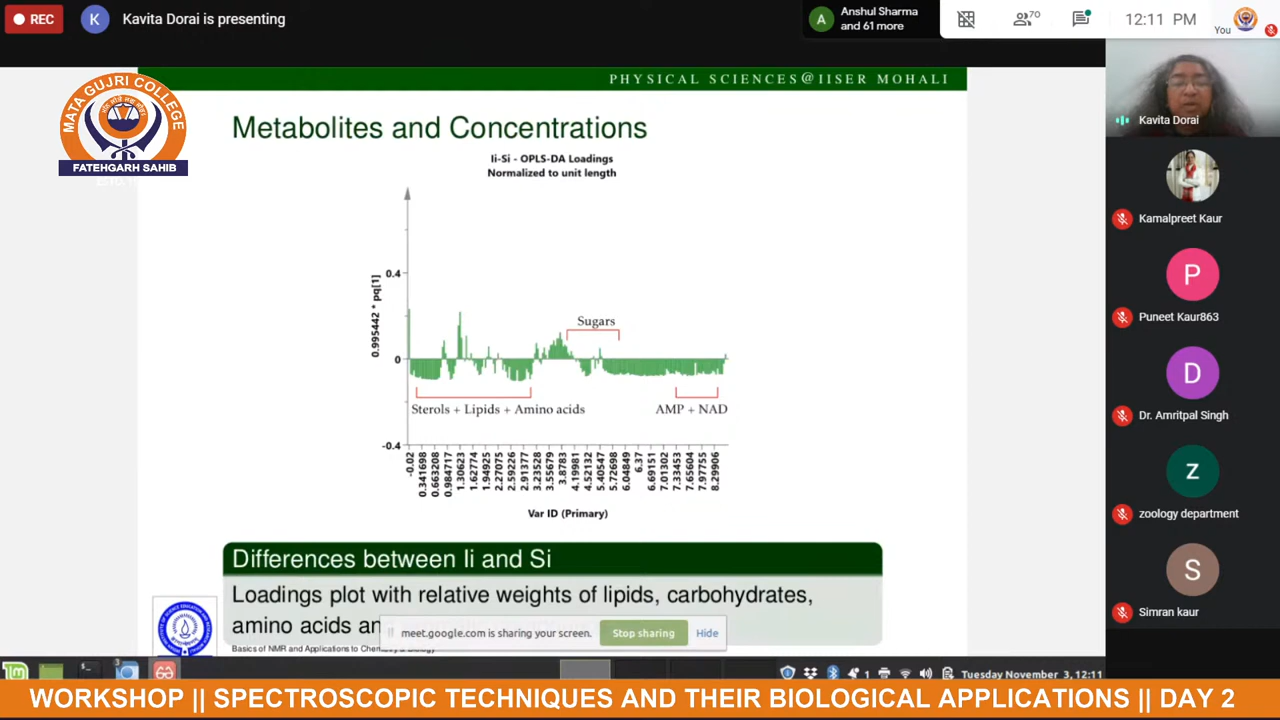 REC
K
Kavita Dorai is presenting
A
Anshul Sharma
and 61 more
70
12:11 PM
You
PHYSICAL SCIENCES@IISER MOHALI
MATA GUJRI COLLEGE
FATEHGARH SAHIB
Metabolites and Concentrations
Ii-Si - OPLS-DA Loadings
Normalized to unit length
0.995442 * pq[1]
0.4
0
-0.4
Sugars
Sterols + Lipids + Amino acids
AMP + NAD
-0.02
0.341698
0.663208
0.984717
1.30623
1.62774
1.94925
2.27075
2.59226
2.91377
3.23528
3.55679
3.8783
4.19981
4.52132
5.40547
5.72698
6.04849
6.37
6.69151
7.01302
7.33453
7.65604
7.97755
8.29906
Var ID (Primary)
Differences between Ii and Si
Loadings plot with relative weights of lipids, carbohydrates,
amino acids an
meet.google.com is sharing your screen.
Stop sharing
Hide
Basics of NMR and Applications to Chemistry & Biology
Kavita Dorai
Kamalpreet Kaur
P
Puneet Kaur863
D
Dr. Amritpal Singh
z
zoology department
S
Simran kaur
3
1
Tuesday November 3, 12:11
WORKSHOP || SPECTROSCOPIC TECHNIQUES AND THEIR BIOLOGICAL APPLICATIONS || DAY 2